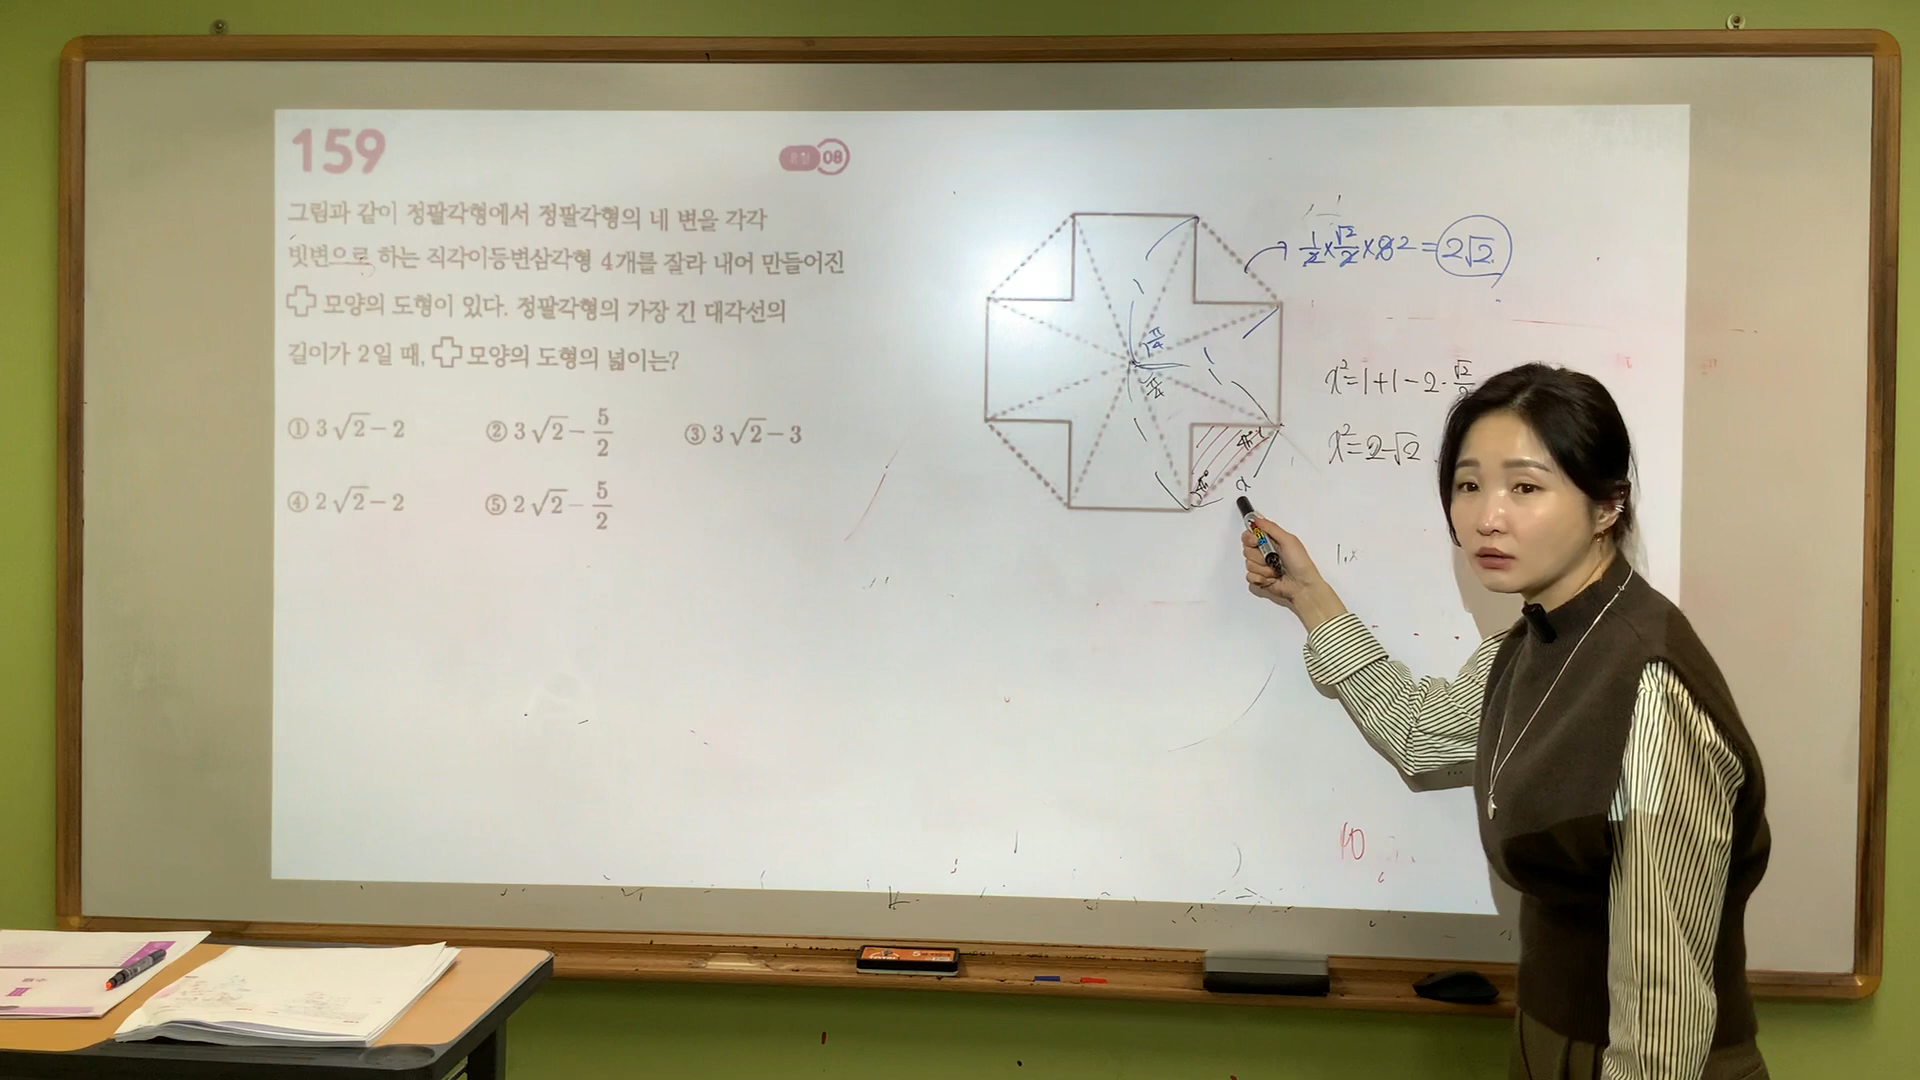 159
유형 08
그림과 같이 정팔각형에서 정팔각형의 네 변을 각각
빗변으로 하는 직각이등변삼각형 4개를 잘라 내어 만들어진
모양의 도형이 있다. 정팔각형의 가장 긴 대각선의
길이가 2일 때, 모양의 도형의 넓이는?
① 3√2 − 2
② 3√2 − 5/2
③ 3√2 − 3
④ 2√2 − 2
⑤ 2√2 − 5/2
1/2 × √2/2 × 8 2 = 2√2
π/4
π/4
x² = 1 + 1 − 2 ·
x² = 2 − √2
x
10